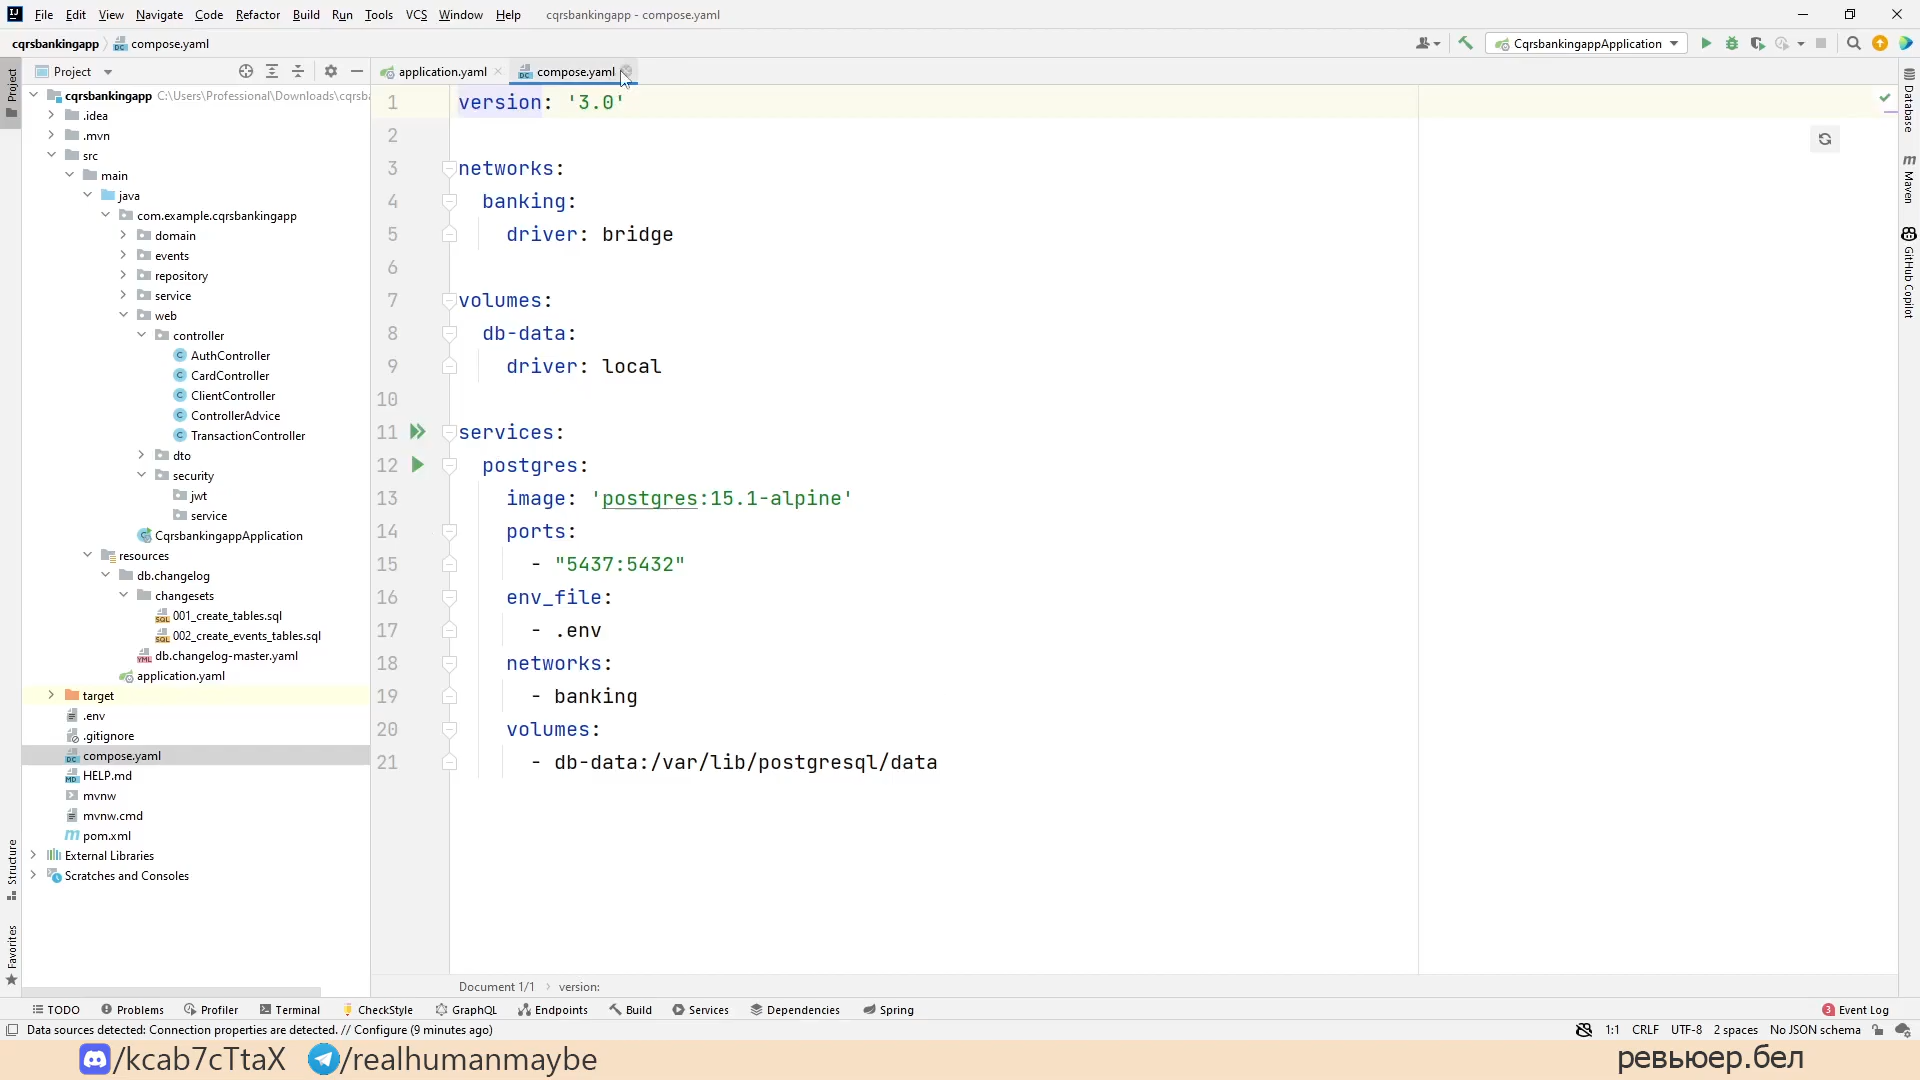 File Edit View Navigate Code Refactor Build Run Tools VCS Window Help cqrsbankingapp - compose.yaml
cqrsbankingapp compose.yaml
CqrsbankingappApplication
Project
application.yaml compose.yaml
cqrsbankingapp C:\Users\Professional\Downloads\cqrsb
.idea
.mvn
src
main
java
com.example.cqrsbankingapp
domain
events
repository
service
web
controller
AuthController
CardController
ClientController
ControllerAdvice
TransactionController
dto
security
jwt
service
CqrsbankingappApplication
resources
db.changelog
changesets
001_create_tables.sql
002_create_events_tables.sql
db.changelog-master.yaml
application.yaml
target
.env
.gitignore
compose.yaml
HELP.md
mvnw
mvnw.cmd
pom.xml
External Libraries
Scratches and Consoles
Project
Structure
Favorites
1 version: '3.0'
2
3 networks:
4 banking:
5 driver: bridge
6
7 volumes:
8 db-data:
9 driver: local
10
11 services:
12 postgres:
13 image: 'postgres:15.1-alpine'
14 ports:
15 - "5437:5432"
16 env_file:
17 - .env
18 networks:
19 - banking
20 volumes:
21 - db-data:/var/lib/postgresql/data
Database
Maven
GitHub Copilot
Document 1/1 version:
TODO Problems Profiler Terminal CheckStyle GraphQL Endpoints Build Services Dependencies Spring 3 Event Log
Data sources detected: Connection properties are detected. // Configure (9 minutes ago) 1:1 CRLF UTF-8 2 spaces No JSON schema
/kcab7cTtaX /realhumanmaybe ревьюер.бел